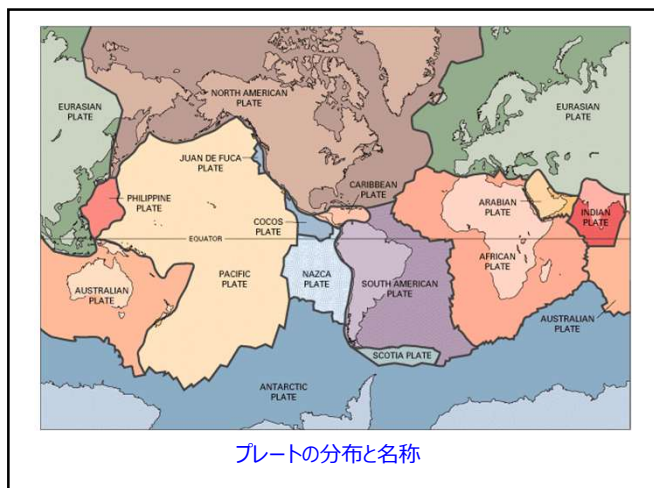 NORTH AMERICAN
PLATE
EURASIAN
PLATE
EURASIAN
PLATE
JUAN DE FUCA
PLATE
PHILIPPINE
PLATE
CARIBBEAN
PLATE
ARABIAN
PLATE
INDIAN
PLATE
COCOS
PLATE
EQUATOR
AUSTRALIAN
PLATE
PACIFIC
PLATE
NAZCA
PLATE
SOUTH AMERICAN
PLATE
AFRICAN
PLATE
AUSTRALIAN
PLATE
SCOTIA PLATE
ANTARCTIC
PLATE
プレートの分布と名称